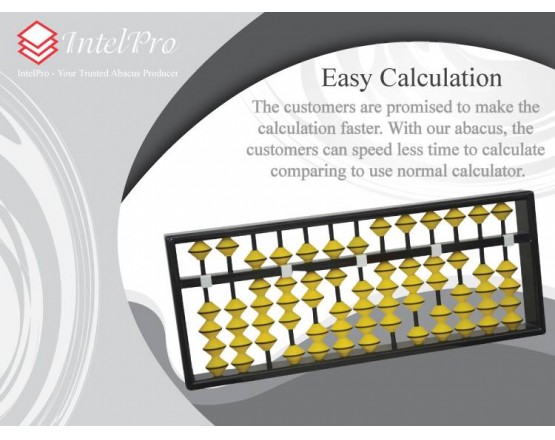 IntelPro
IntelPro - Your Trusted Abacus Producer
Easy Calculation
The customers are promised to make the
calculation faster. With our abacus, the
customers can speed less time to calculate
comparing to use normal calculator.